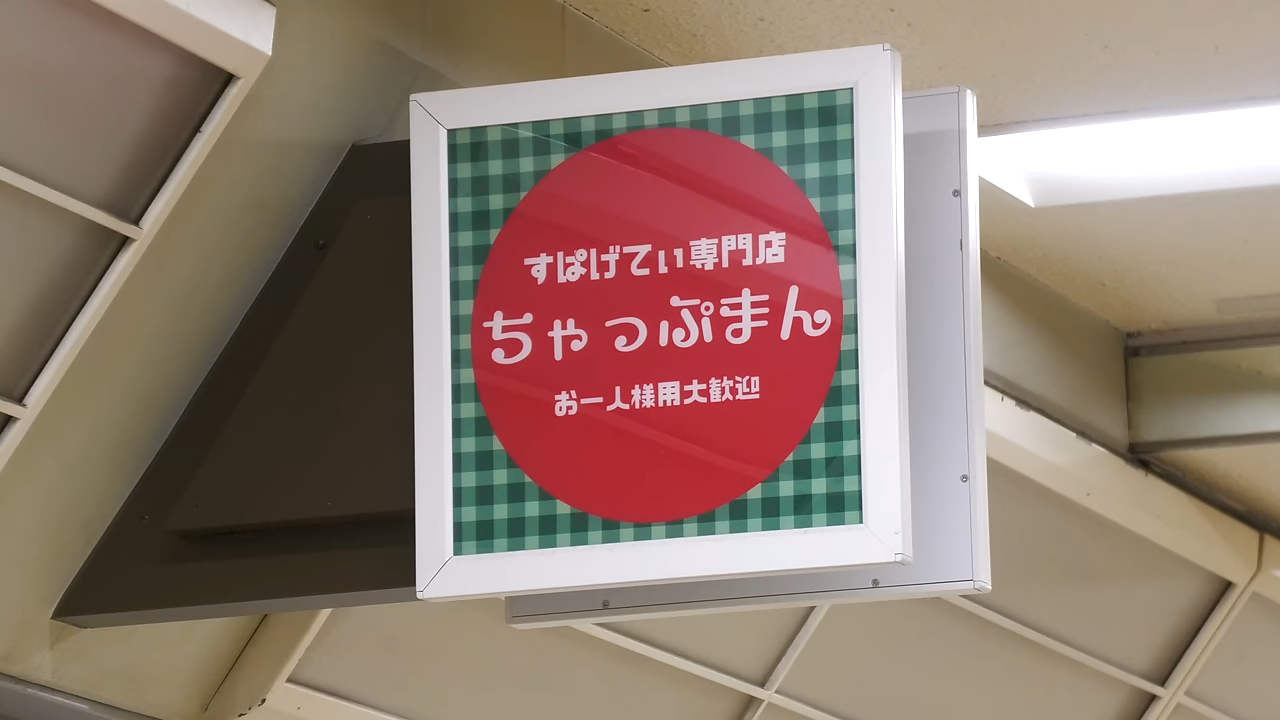 すぱげてぃ専門店
ちゃっぷまん
お一人様用大歓迎